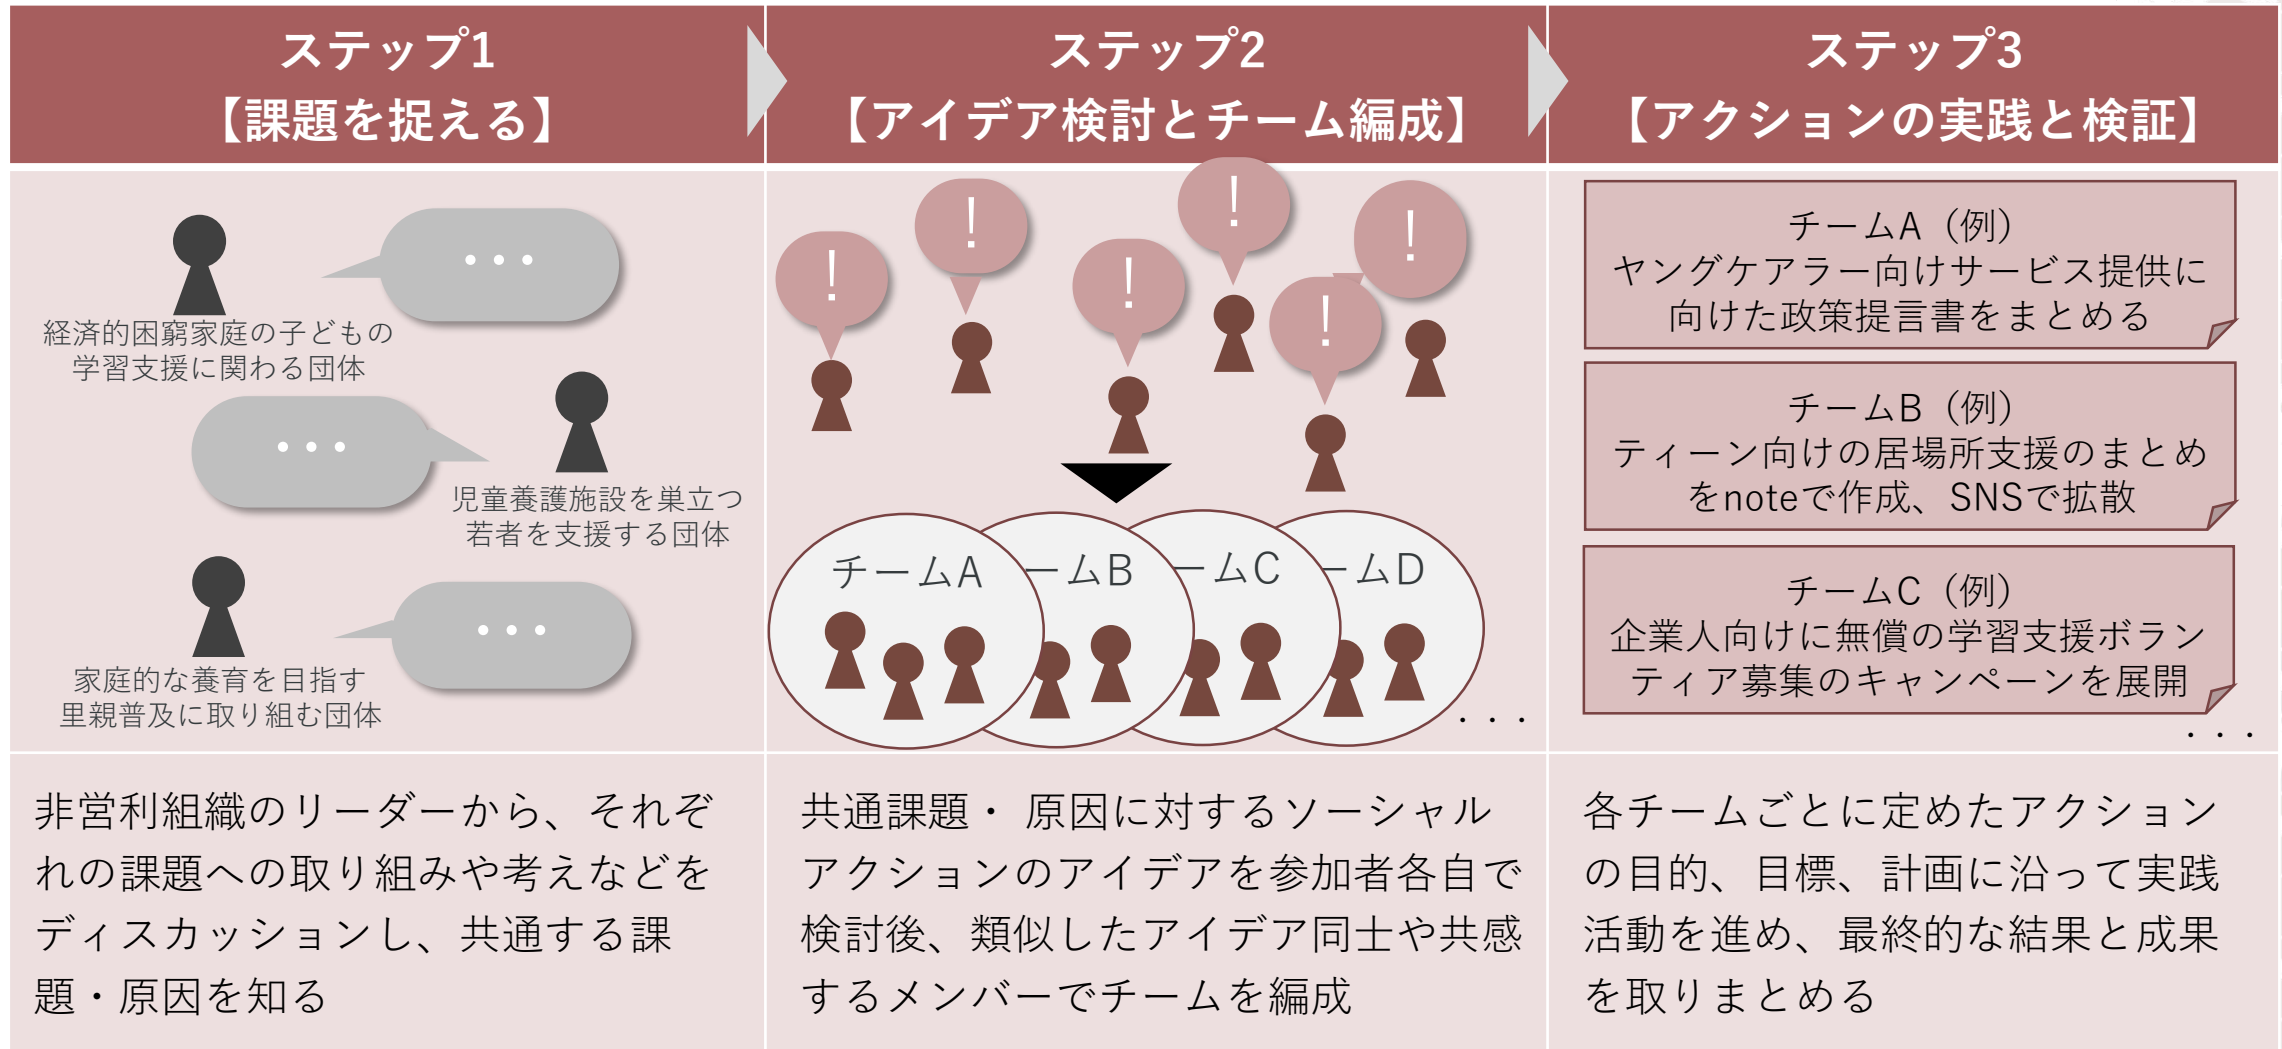 ステップ1
【課題を捉える】
ステップ2
【アイデア検討とチーム編成】
ステップ3
【アクションの実践と検証】
・・・
経済的困窮家庭の子どもの
学習支援に関わる団体
・・・
児童養護施設を巣立つ
若者を支援する団体
・・・
家庭的な養育を目指す
里親普及に取り組む団体
!
!
!
!
!
!
チームA
ームB
ームC
ームD
・・・
チームA（例）
ヤングケアラー向けサービス提供に
向けた政策提言書をまとめる
チームB（例）
ティーン向けの居場所支援のまとめ
をnoteで作成、SNSで拡散
チームC（例）
企業人向けに無償の学習支援ボラン
ティア募集のキャンペーンを展開
・・・
非営利組織のリーダーから、それぞ
れの課題への取り組みや考えなどを
ディスカッションし、共通する課
題・原因を知る
共通課題・ 原因に対するソーシャル
アクションのアイデアを参加者各自で
検討後、類似したアイデア同士や共感
するメンバーでチームを編成
各チームごとに定めたアクション
の目的、目標、計画に沿って実践
活動を進め、最終的な結果と成果
を取りまとめる